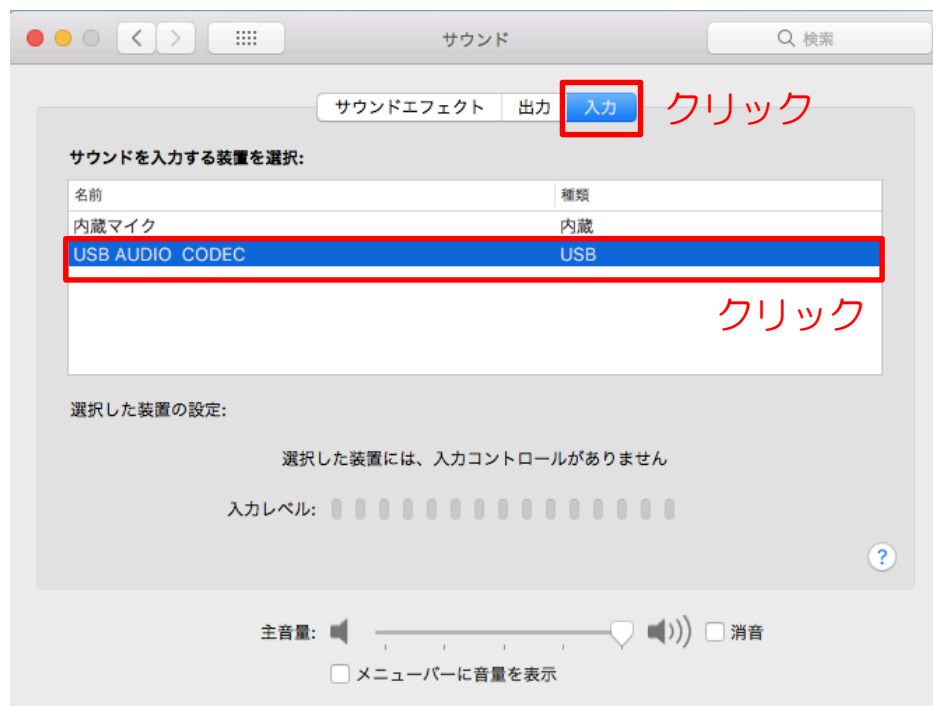 サウンド
検索
サウンドエフェクト 出力 入力 クリック
サウンドを入力する装置を選択:
名前 種類
内蔵マイク 内蔵
USB AUDIO  CODEC USB
クリック
選択した装置の設定:
選択した装置には、入力コントロールがありません
入力レベル:
?
主音量: 消音
メニューバーに音量を表示